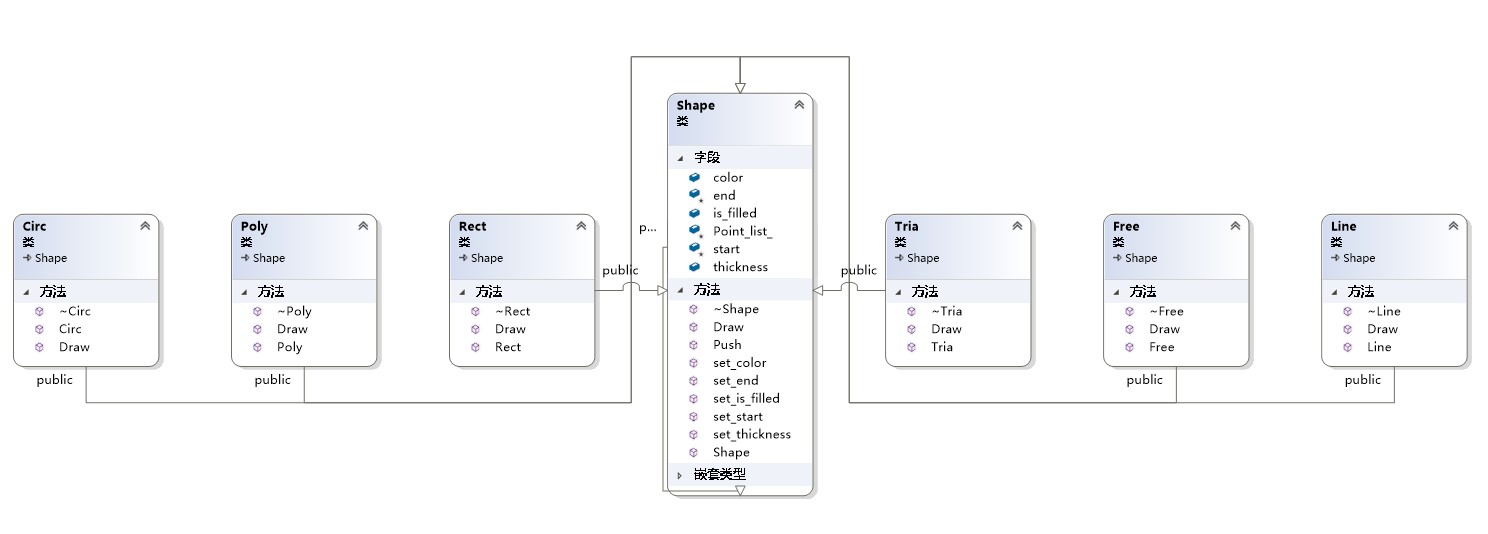 Circ
类
Shape
方法
~Circ
Circ
Draw
public
Poly
类
Shape
方法
~Poly
Draw
Poly
public
Rect
类
Shape
方法
~Rect
Draw
Rect
public
p...
Shape
类
字段
color
end
is_filled
Point_list_
start
thickness
方法
~Shape
Draw
Push
set_color
set_end
set_is_filled
set_start
set_thickness
Shape
嵌套类型
public
Tria
类
Shape
方法
~Tria
Draw
Tria
Free
类
Shape
方法
~Free
Draw
Free
public
Line
类
Shape
方法
~Line
Draw
Line
public